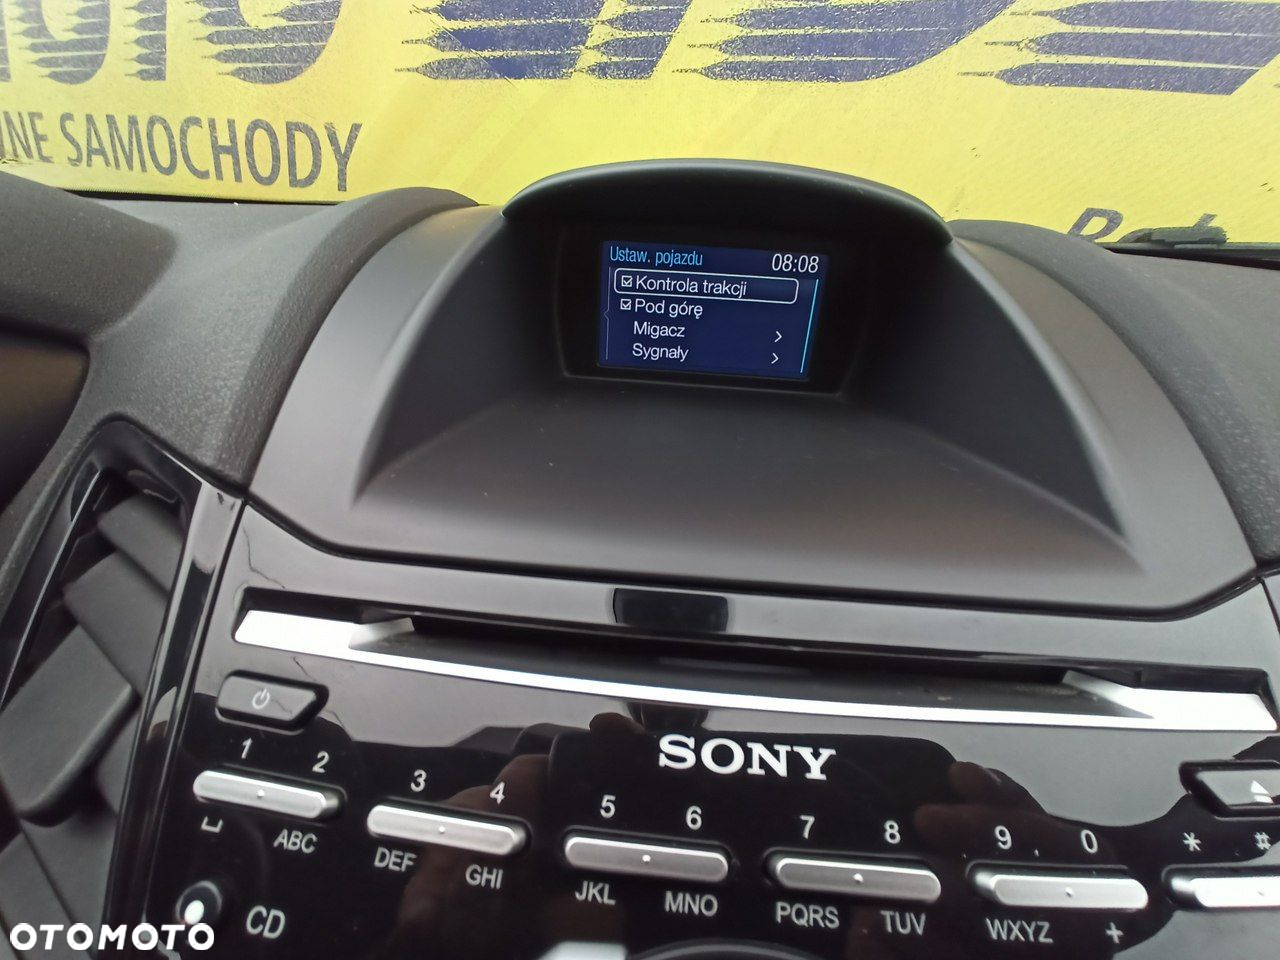 SAMOCHODY
Ustaw. pojazdu 08:08
Kontrola trakcji
Pod górę
Migacz
Sygnały
SONY
1 2 3 4 5 6 7 8 9 0 * #
ABC DEF GHI JKL MNO PQRS TUV WXYZ +
CD
OTOMOTO